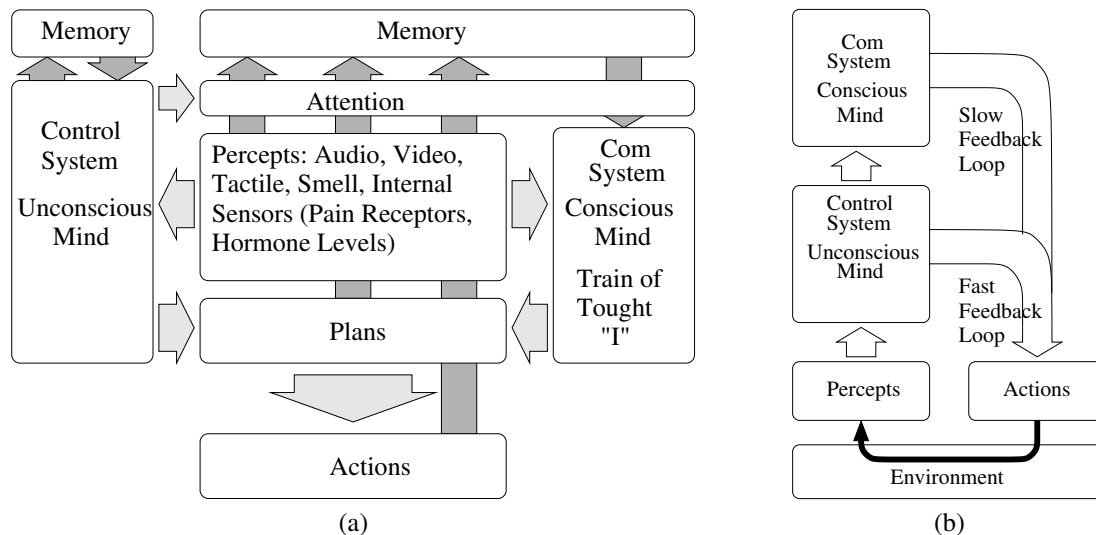 Memory
Memory
Attention
Control
System
Unconscious
Mind
Percepts: Audio, Video,
Tactile, Smell, Internal
Sensors (Pain Receptors,
Hormone Levels)
Com
System
Conscious
Mind
Train of
Tought
"I"
Plans
Actions
(a)
Com
System
Conscious
Mind
Slow
Feedback
Loop
Control
System
Unconscious
Mind
Fast
Feedback
Loop
Percepts
Actions
Environment
(b)